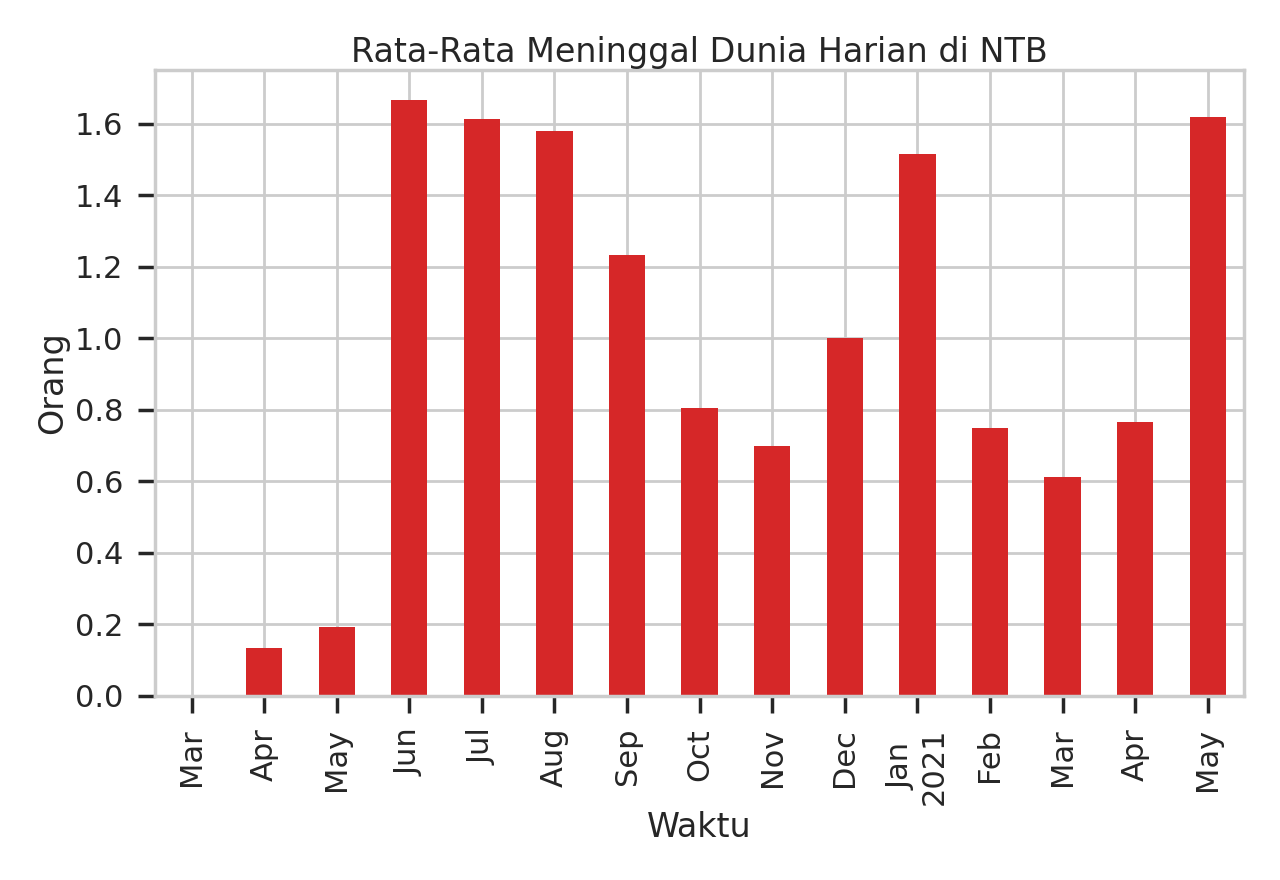 Rata-Rata Meninggal Dunia Harian di NTB
1.6
1.4
1.2
1.0
0.8
0.6
0.4
0.2
0.0
Orang
Mar
Apr
May
Jun
Jul
Aug
Sep
Oct
Nov
Dec
Jan
2021
Feb
Mar
Apr
May
Waktu